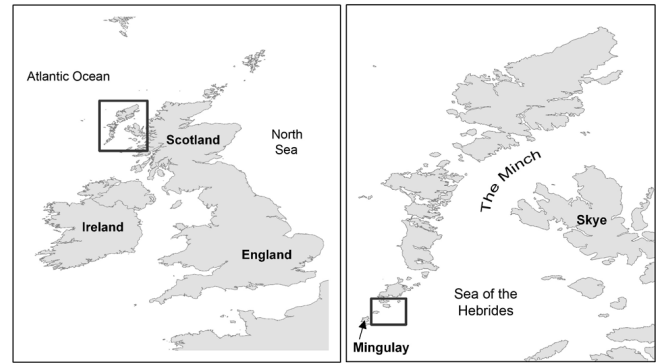 Atlantic Ocean
Scotland
North
Sea
Ireland
England
The Minch
Skye
Sea of the
Hebrides
Mingulay